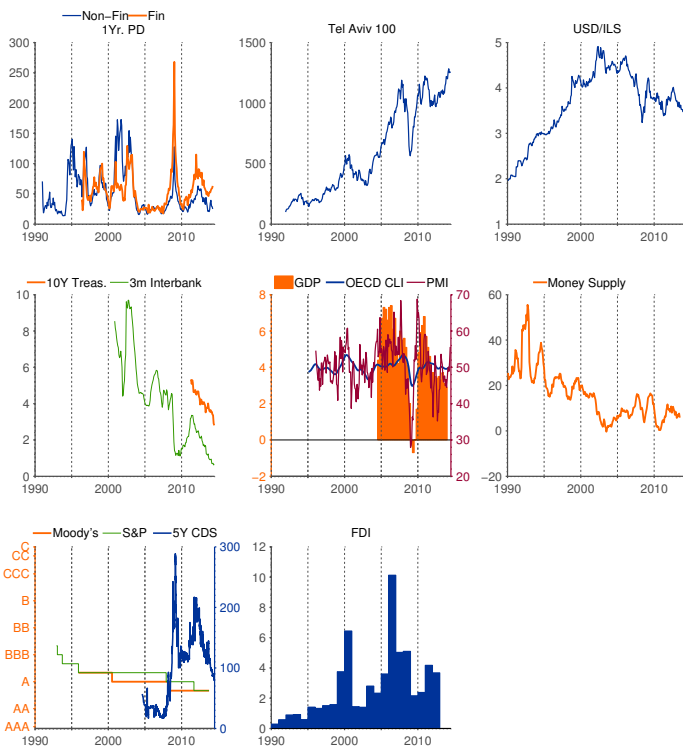 Non-Fin Fin
1Yr. PD
300
250
200
150
100
50
0
1990 2000 2010
Tel Aviv 100
1500
1000
500
0
1990 2000 2010
USD/ILS
5
4
3
2
1
1990 2000 2010
10Y Treas. 3m Interbank
10
8
6
4
2
0
1990 2000 2010
GDP OECD CLI PMI
8 70
6 60
4 50
2 40
0 30
−2 20
1990 2000 2010
Money Supply
60
40
20
0
−20
1990 2000 2010
Moody's S&P 5Y CDS
C 300
CC
CCC
B 200
BB
BBB
A 100
AA
AAA 0
1990 2000 2010
FDI
12
10
8
6
4
2
0
1990 2000 2010